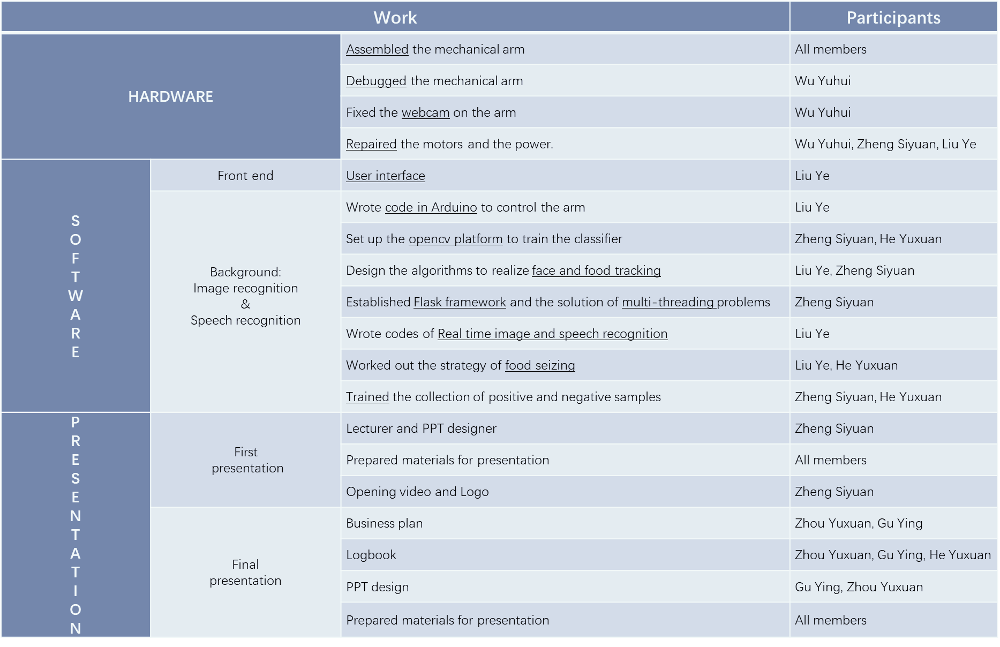 Work Participants
HARDWARE
Assembled the mechanical arm All members
Debugged the mechanical arm Wu Yuhui
Fixed the webcam on the arm Wu Yuhui
Repaired the motors and the power. Wu Yuhui, Zheng Siyuan, Liu Ye
SOFTWARE
Front end
User interface Liu Ye
Background:
Image recognition
&
Speech recognition
Wrote code in Arduino to control the arm Liu Ye
Set up the opencv platform to train the classifier Zheng Siyuan, He Yuxuan
Design the algorithms to realize face and food tracking Liu Ye, Zheng Siyuan
Established Flask framework and the solution of multi-threading problems Zheng Siyuan
Wrote codes of Real time image and speech recognition Liu Ye
Worked out the strategy of food seizing Liu Ye, He Yuxuan
Trained the collection of positive and negative samples Zheng Siyuan, He Yuxuan
PRESENTATION
First
presentation
Lecturer and PPT designer Zheng Siyuan
Prepared materials for presentation All members
Opening video and Logo Zheng Siyuan
Final
presentation
Business plan Zhou Yuxuan, Gu Ying
Logbook Zhou Yuxuan, Gu Ying, He Yuxuan
PPT design Gu Ying, Zhou Yuxuan
Prepared materials for presentation All members